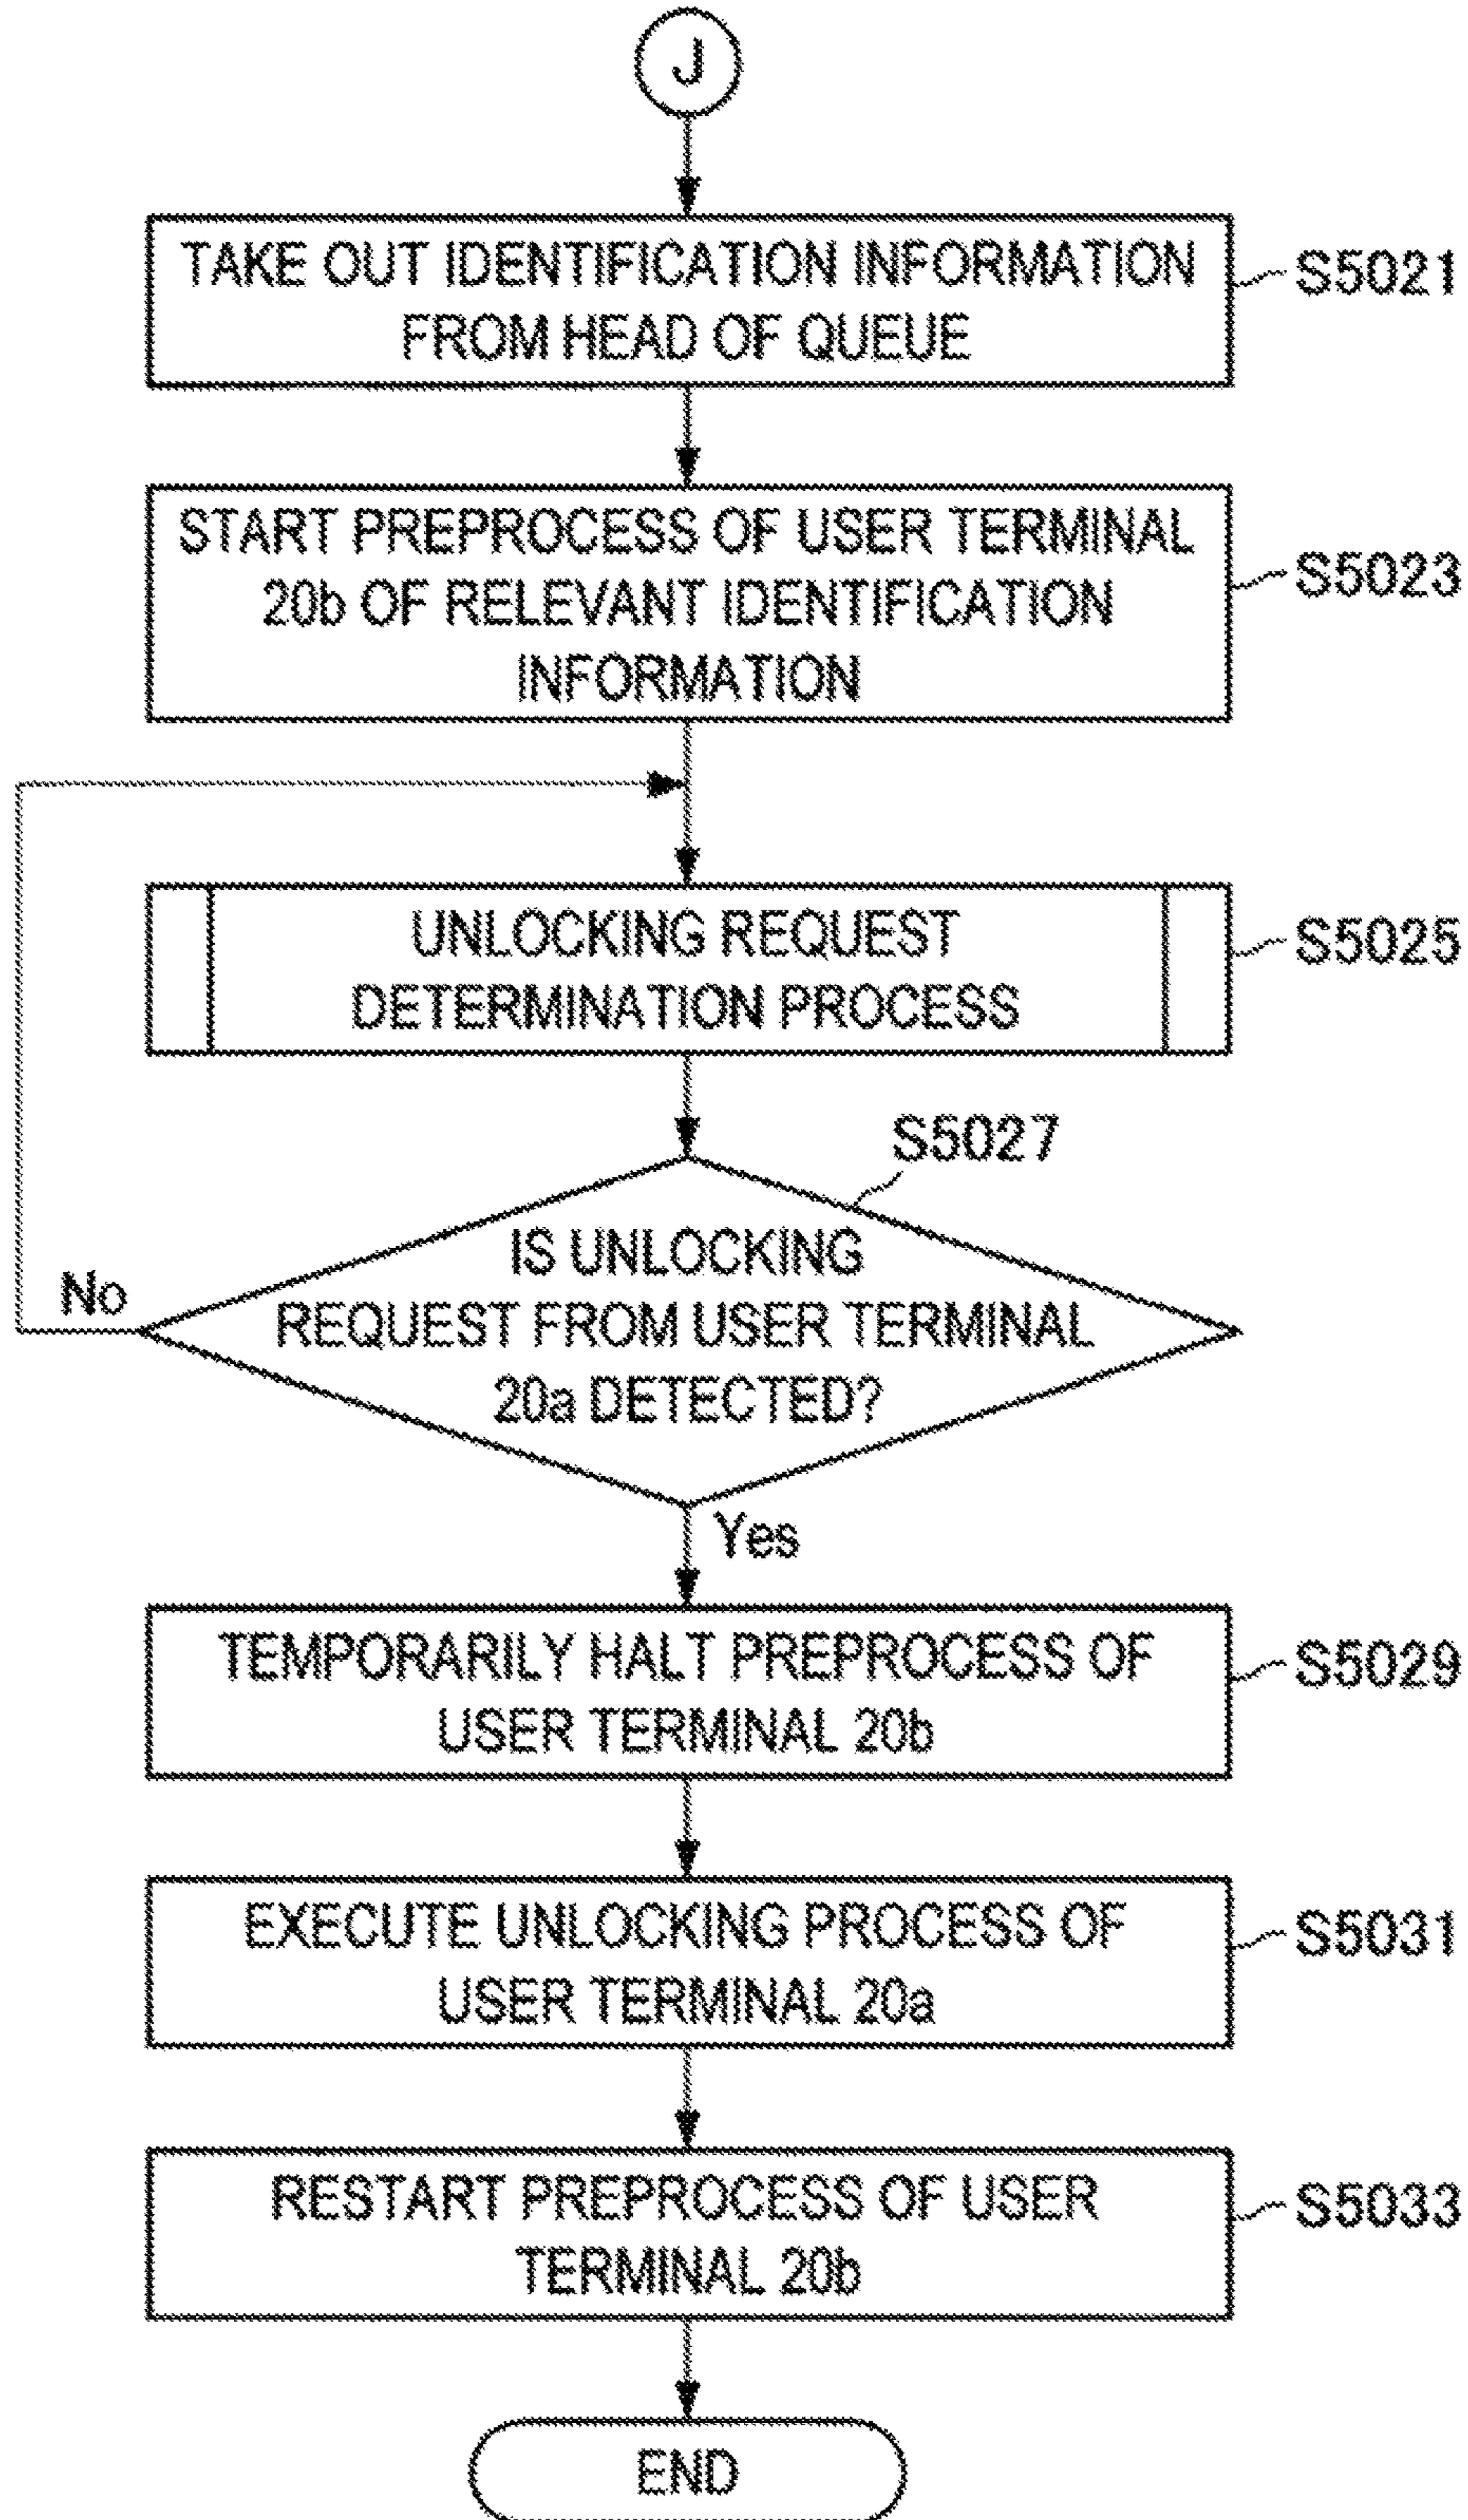 J
TAKE OUT IDENTIFICATION INFORMATION
FROM HEAD OF QUEUE
S5021
START PREPROCESS OF USER TERMINAL
20b OF RELEVANT IDENTIFICATION
INFORMATION
S5023
UNLOCKING REQUEST
DETERMINATION PROCESS
S5025
S5027
IS UNLOCKING
REQUEST FROM USER TERMINAL
20a DETECTED?
No
Yes
TEMPORARILY HALT PREPROCESS OF
USER TERMINAL 20b
S5029
EXECUTE UNLOCKING PROCESS OF
USER TERMINAL 20a
S5031
RESTART PREPROCESS OF USER
TERMINAL 20b
S5033
END